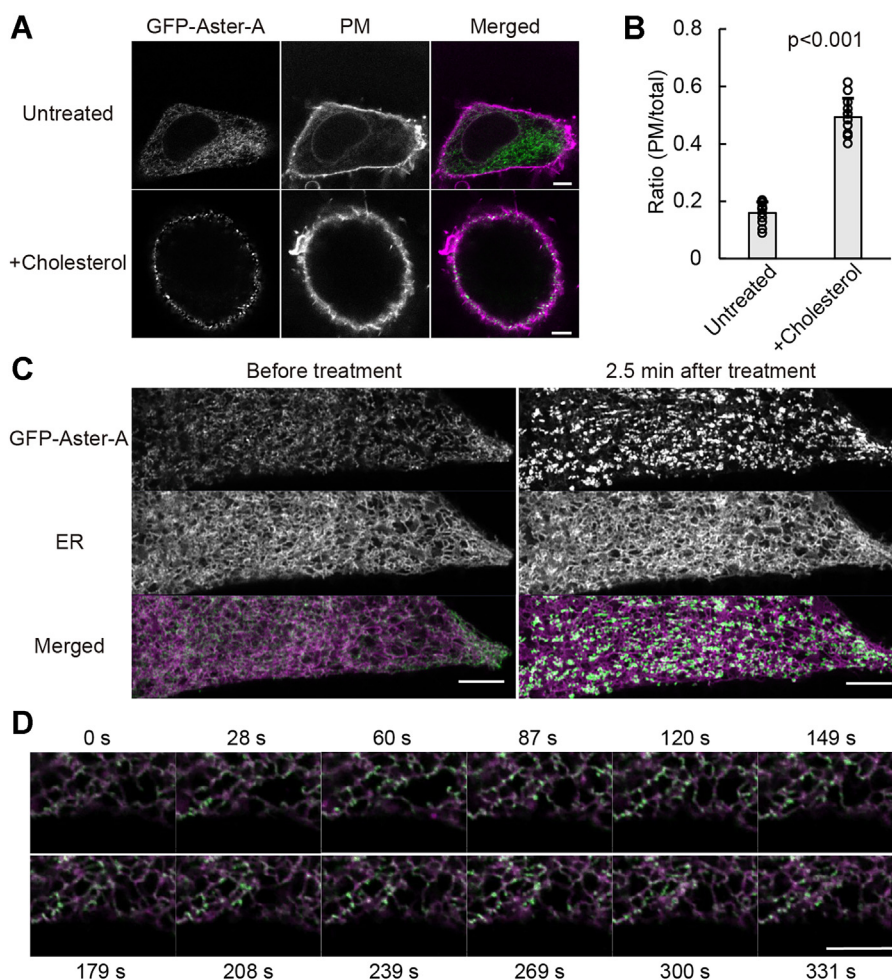 A
GFP-Aster-A PM Merged
Untreated
+Cholesterol
B
p<0.001
Ratio (PM/total)
0.8
0.6
0.4
0.2
0
Untreated
+Cholesterol
C
Before treatment 2.5 min after treatment
GFP-Aster-A
ER
Merged
D
0 s 28 s 60 s 87 s 120 s 149 s
179 s 208 s 239 s 269 s 300 s 331 s